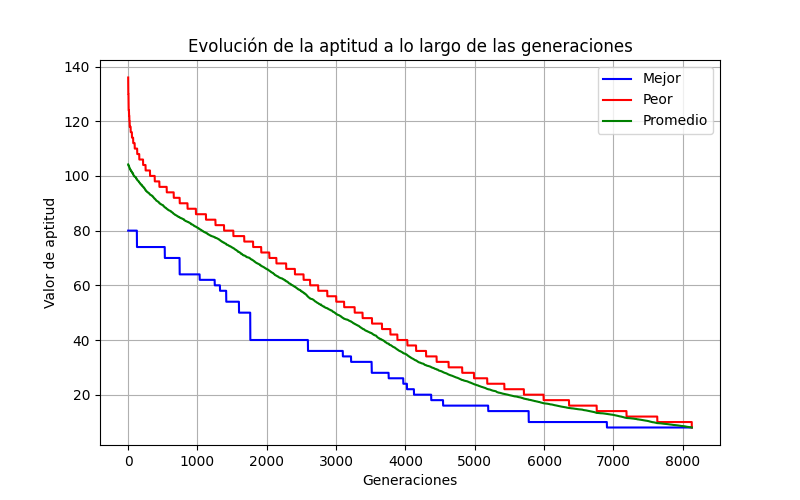 Evolución de la aptitud a lo largo de las generaciones
Mejor
Peor
Promedio
Valor de aptitud
140
120
100
80
60
40
20
0 1000 2000 3000 4000 5000 6000 7000 8000
Generaciones